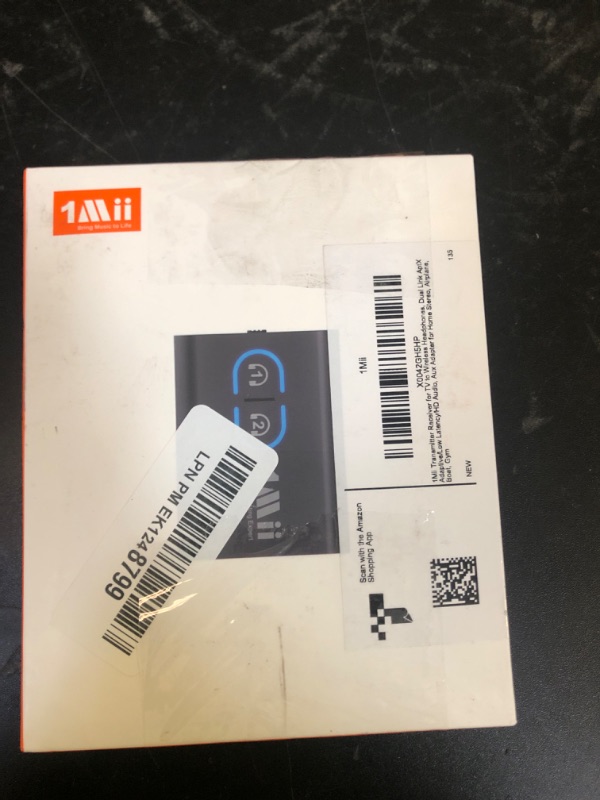 1Mii
Bring Music to Life
1
2
1Mii
LPN PM EK1248799
135
1Mii
X0042GH5HP
1Mii Transmitter Receiver for TV to Wireless Headphones, Dual Link AptX
Adaptive/Low Latency/HD Audio, Aux Adapter for Home Stereo, Airplane,
Boat, Gym
NEW
Scan with the Amazon
Shopping App